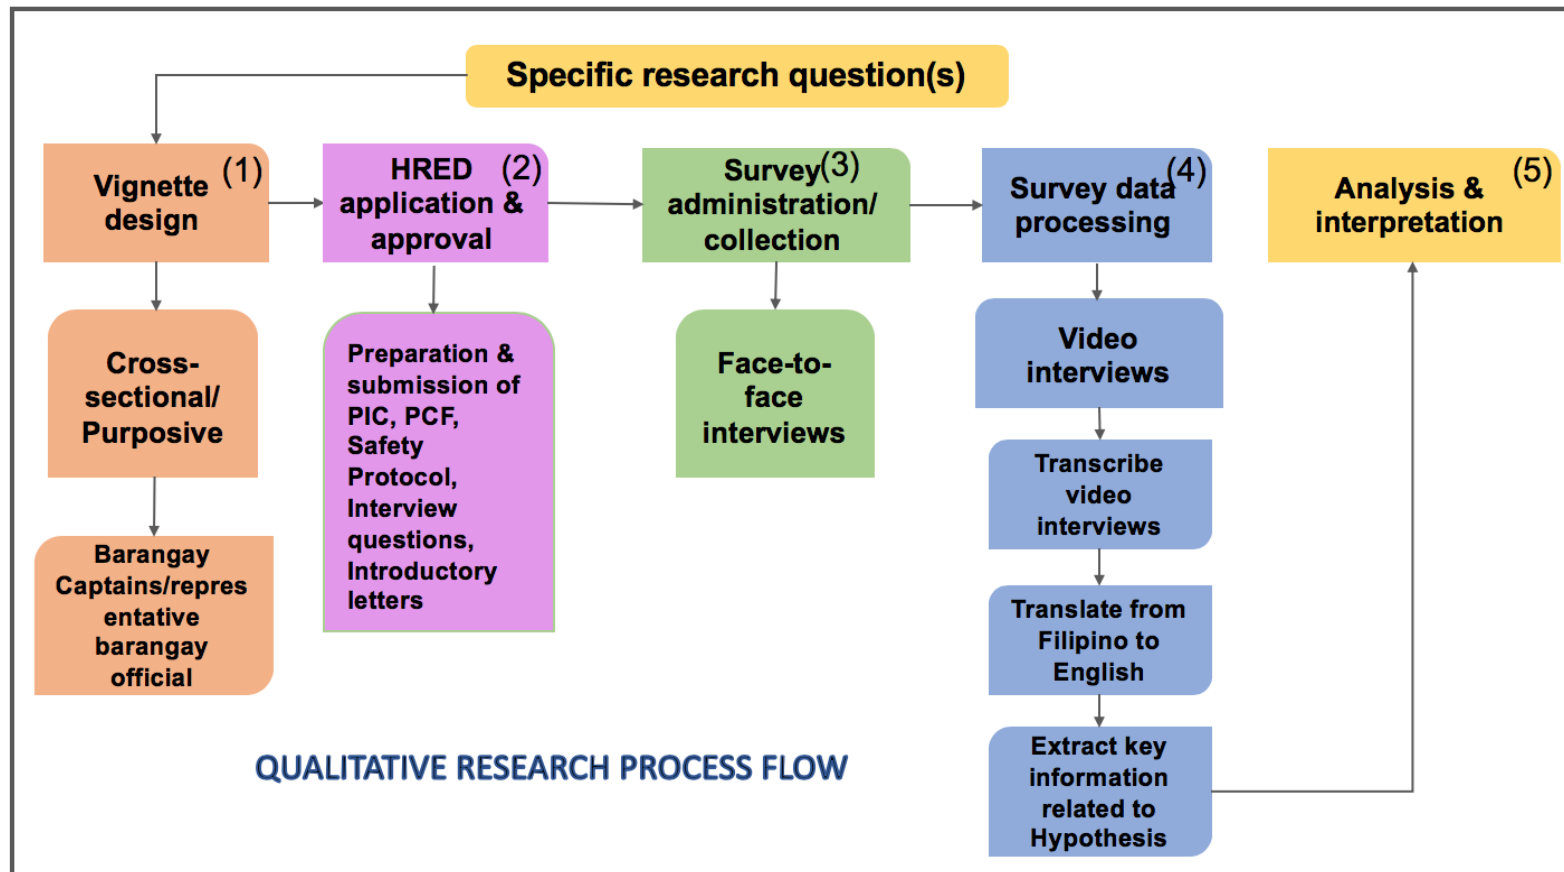 Specific research question(s)
Vignette
design
(1)
HRED
application &
approval
(2)
Survey
administration/
collection
(3)
Survey data
processing
(4)
Analysis &
interpretation
(5)
Cross-
sectional/
Purposive
Barangay
Captains/repres
entative
barangay
official
Preparation &
submission of
PIC, PCF,
Safety
Protocol,
Interview
questions,
Introductory
letters
Face-to-
face
interviews
Video
interviews
Transcribe
video
interviews
Translate from
Filipino to
English
Extract key
information
related to
Hypothesis
QUALITATIVE RESEARCH PROCESS FLOW